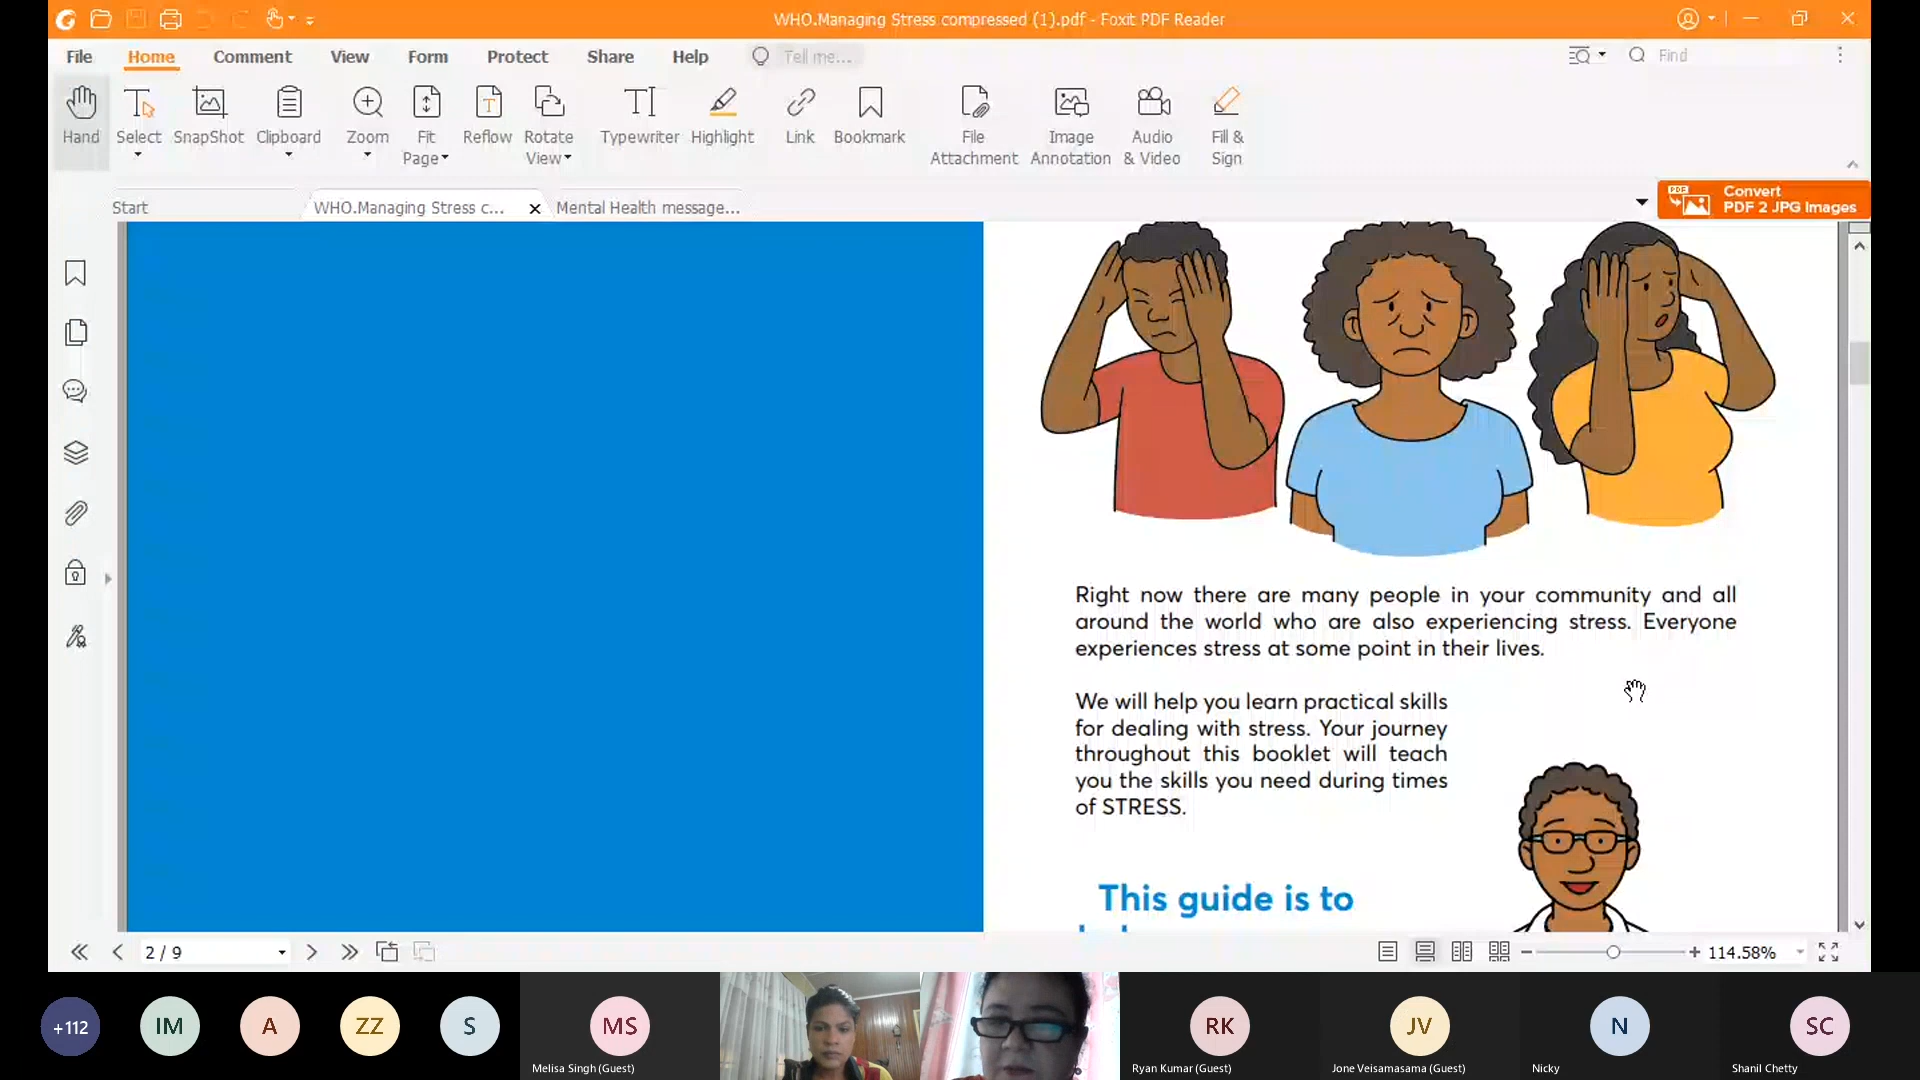 WHO.Managing Stress compressed (1).pdf - Foxit PDF Reader
File Home Comment View Form Protect Share Help Tell me... Find
Hand Select SnapShot Clipboard Zoom Fit Page Reflow Rotate View Typewriter Highlight Link Bookmark File Attachment Image Annotation Audio & Video Fill & Sign
Start WHO.Managing Stress c... Mental Health message...
PDF Convert
PDF 2 JPG Images
Right now there are many people in your community and all
around the world who are also experiencing stress. Everyone
experiences stress at some point in their lives.
We will help you learn practical skills
for dealing with stress. Your journey
throughout this booklet will teach
you the skills you need during times
of STRESS.
This guide is to
2 / 9 114.58%
+112 IM A ZZ S MS RK JV N SC
Melisa Singh (Guest) Ryan Kumar (Guest) Jone Veisamasama (Guest) Nicky Shanil Chetty